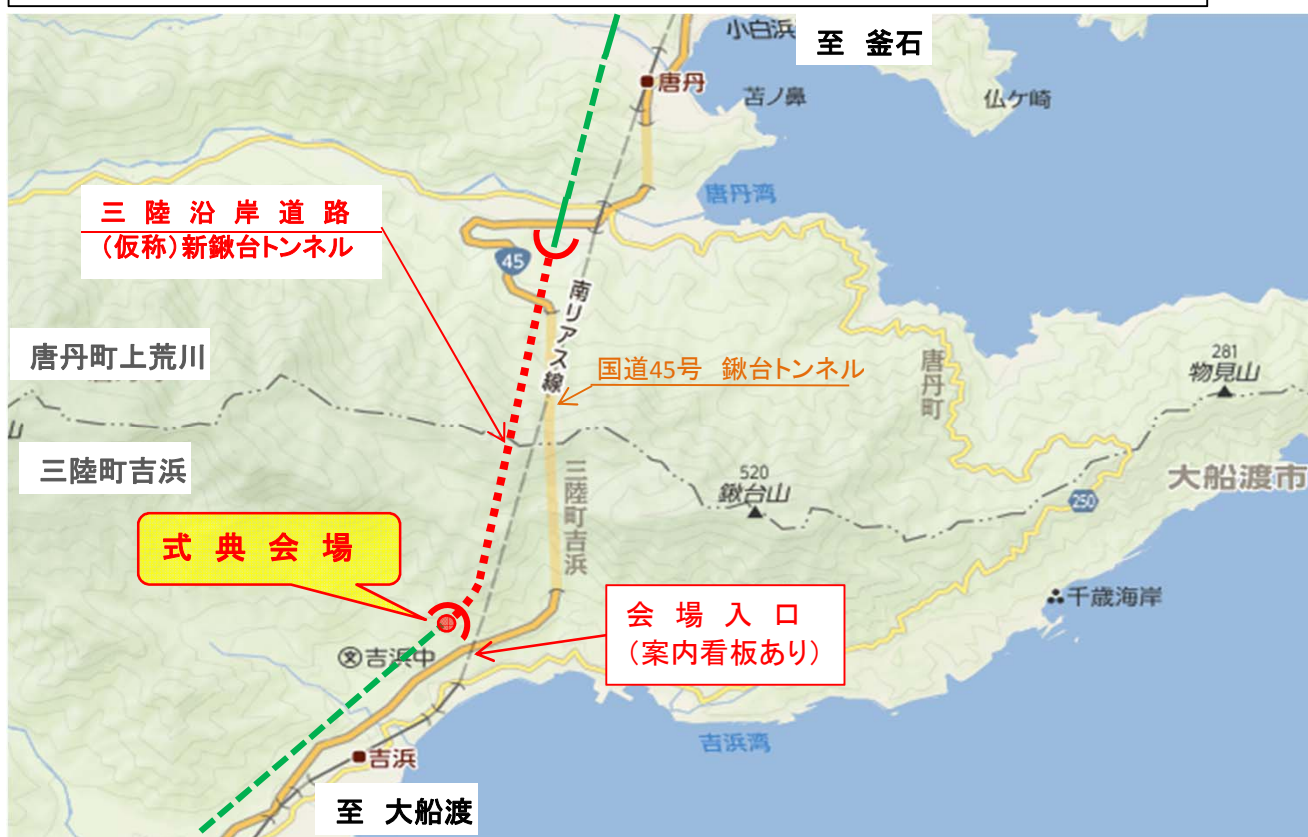 小白浜
至 釜石
唐丹
苫ノ鼻
仏ケ崎
唐丹湾
三 陸 沿 岸 道 路
(仮称)新鍬台トンネル
45
南リアス線
唐丹町上荒川
国道45号 鍬台トンネル
唐丹町
281
物見山
山
三陸町吉浜
520
鍬台山
大船渡市
250
三陸町吉浜
式 典 会 場
千歳海岸
会 場 入 口
(案内看板あり)
文
吉浜中
吉浜湾
吉浜
至 大船渡